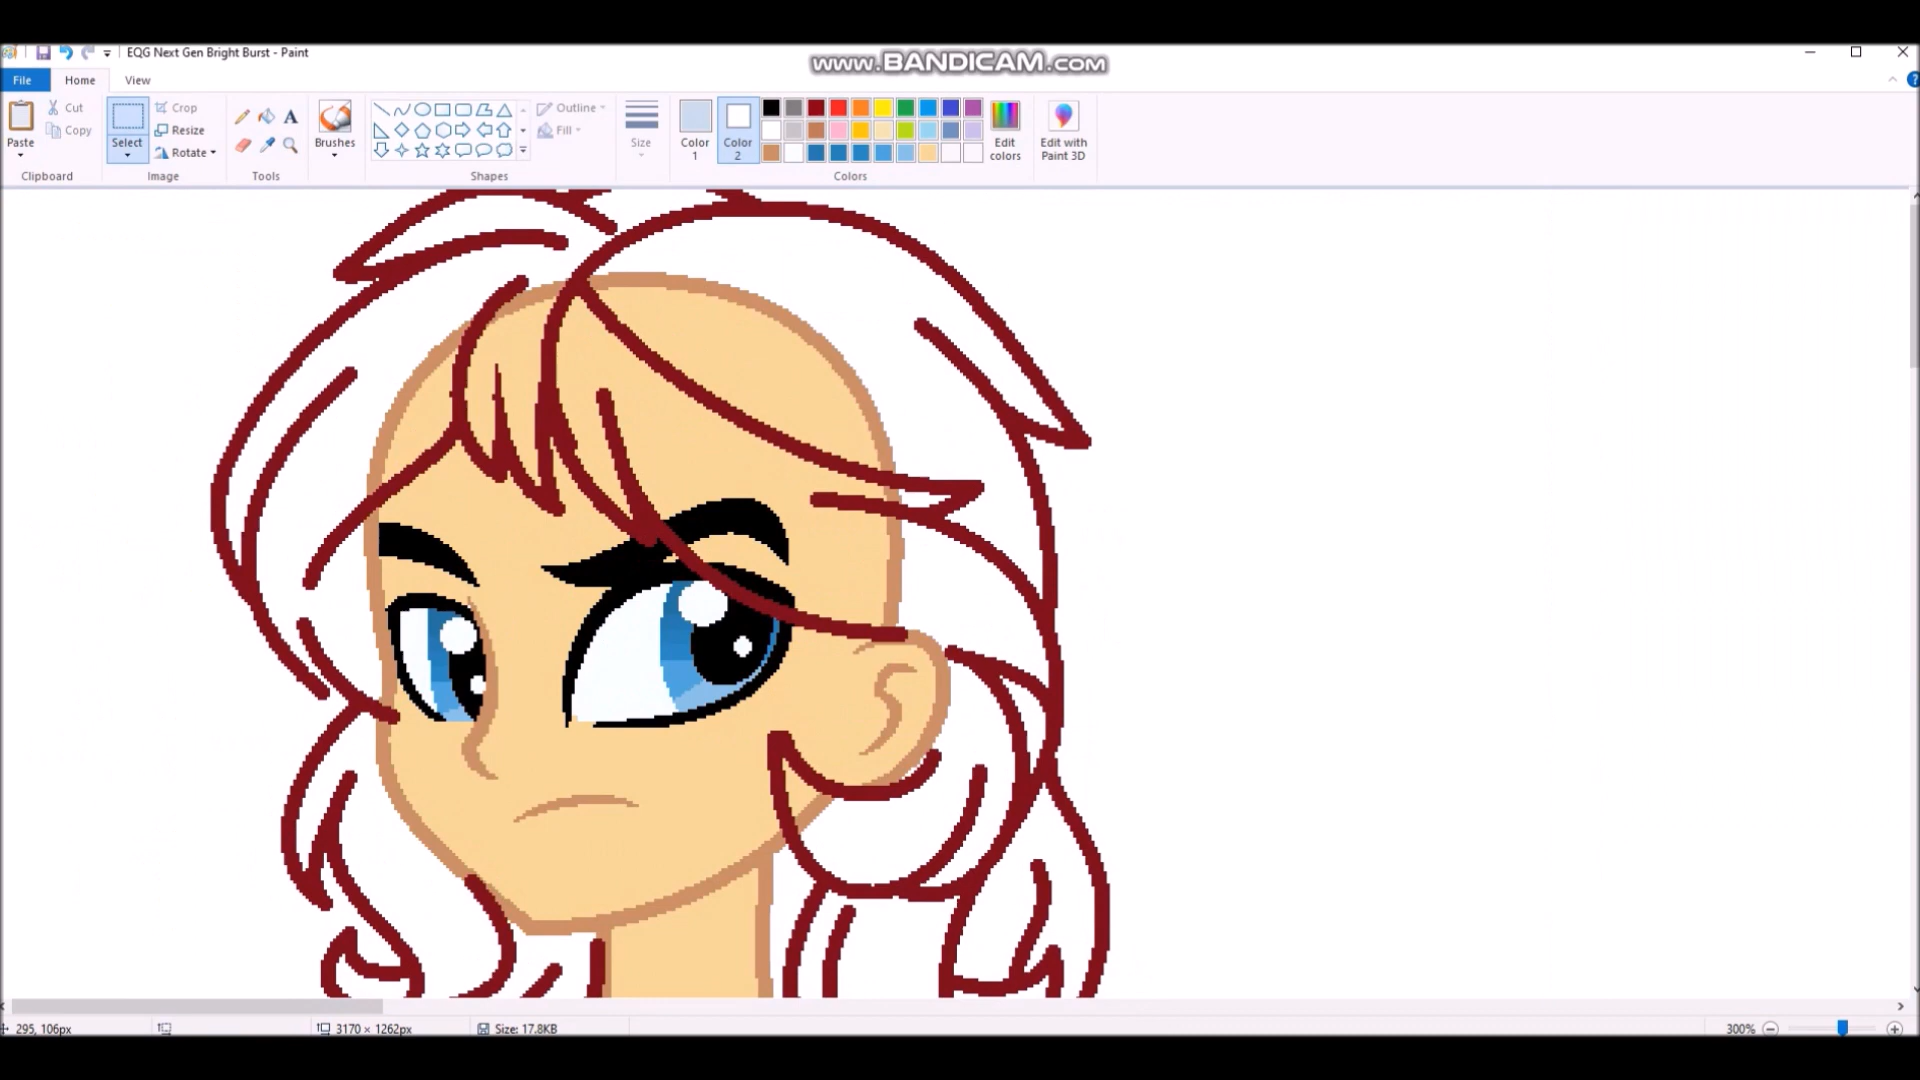 EQG Next Gen Bright Burst - Paint
www.BANDICAM.com
File Home View
Paste
Cut
Copy
Clipboard
Select
Crop
Resize
Rotate
Image
A
Tools
Brushes
Outline
Fill
Shapes
Size
Color
1
Color
2
Edit
colors
Edit with
Paint 3D
Colors
295, 106px
3170 × 1262px
Size: 17.8KB
300%